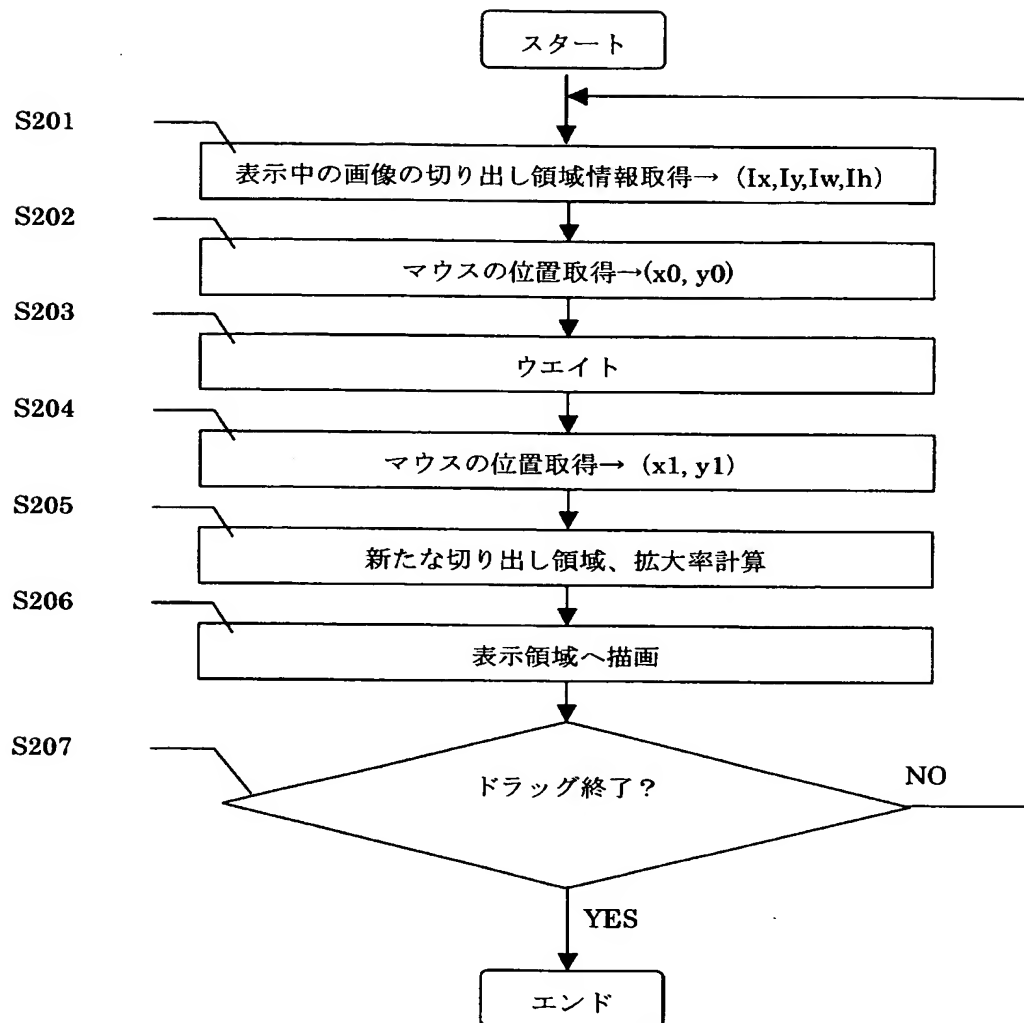 スタート
S201
表示中の画像の切り出し領域情報取得→（Ix,Iy,Iw,Ih）
S202
マウスの位置取得→(x0, y0)
S203
ウエイト
S204
マウスの位置取得→（x1, y1）
S205
新たな切り出し領域、拡大率計算
S206
表示領域へ描画
S207
ドラッグ終了？
NO
YES
エンド